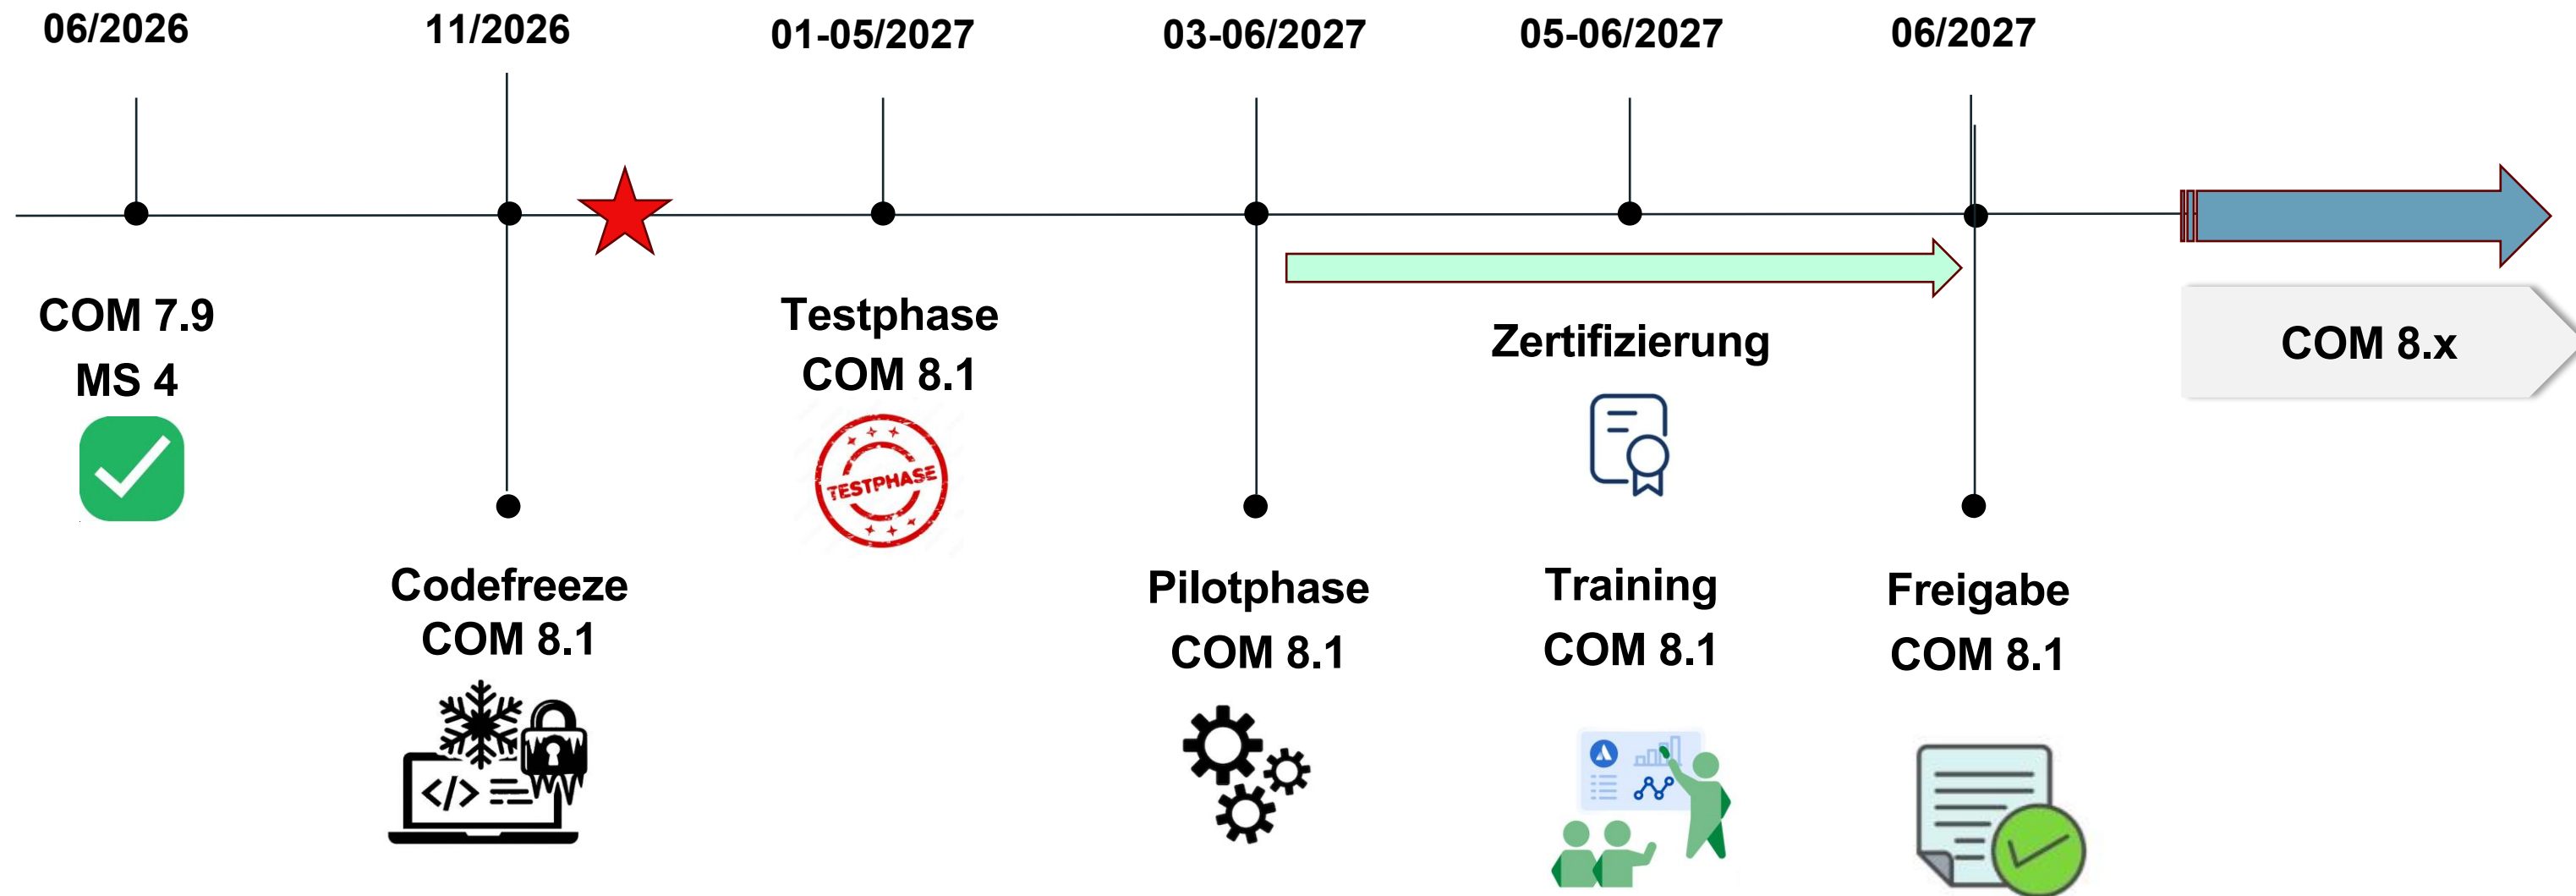 06/2026
11/2026
01-05/2027
03-06/2027
05-06/2027
06/2027
COM 7.9
MS 4
Testphase
COM 8.1
TESTPHASE
Zertifizierung
COM 8.x
Codefreeze
COM 8.1
</>
Pilotphase
COM 8.1
Training
COM 8.1
Freigabe
COM 8.1